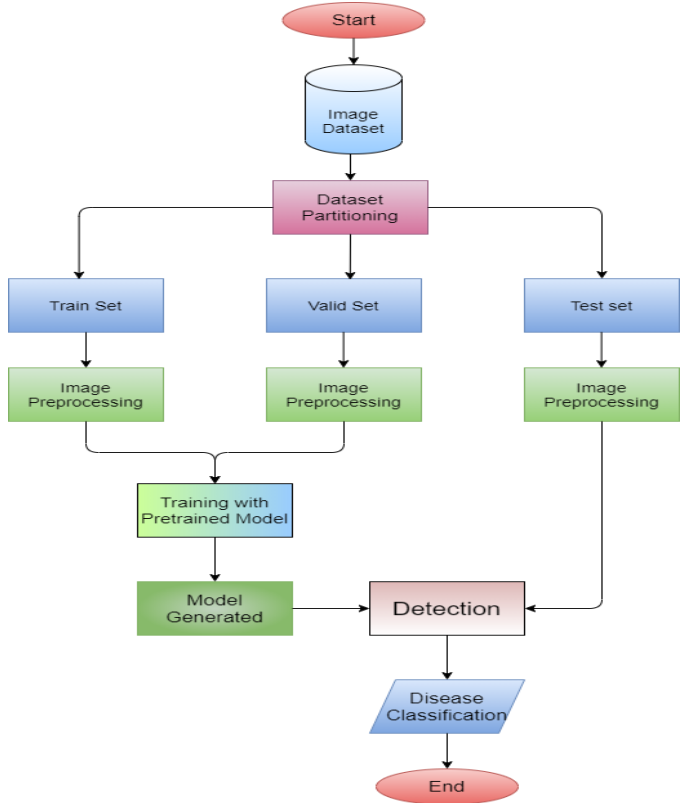 Start
Image
Dataset
Dataset
Partitioning
Train Set
Valid Set
Test set
Image
Preprocessing
Image
Preprocessing
Image
Preprocessing
Training with
Pretrained Model
Model
Generated
Detection
Disease
Classification
End